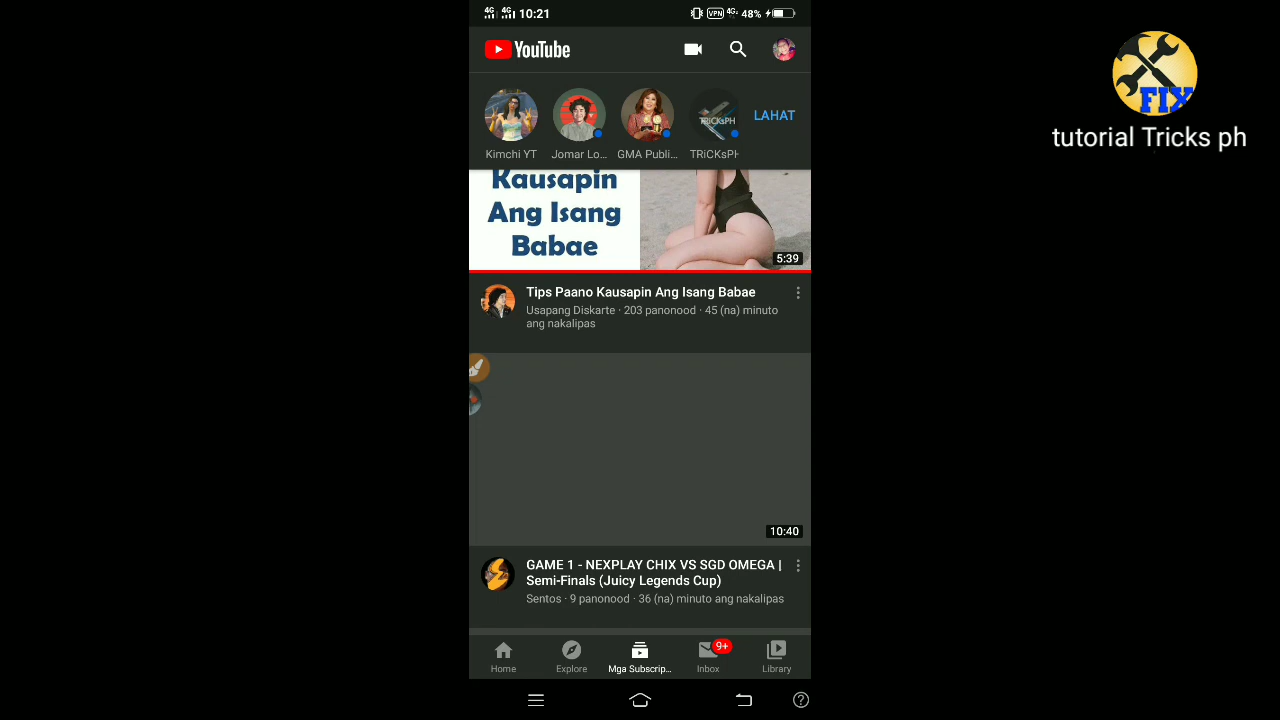 4G 4G 10:21 VPN 4G 48%
YouTube
FIX
tutorial Tricks ph
TRiCKsPH
LAHAT
Kimchi YT Jomar Lo... GMA Publi... TRiCKsPH
Kausapin
Ang Isang
Babae
5:39
Tips Paano Kausapin Ang Isang Babae
Usapang Diskarte · 203 panonood · 45 (na) minuto
ang nakalipas
10:40
GAME 1 - NEXPLAY CHIX VS SGD OMEGA |
Semi-Finals (Juicy Legends Cup)
Sentos · 9 panonood · 36 (na) minuto ang nakalipas
9+
Home Explore Mga Subscrip... Inbox Library
?